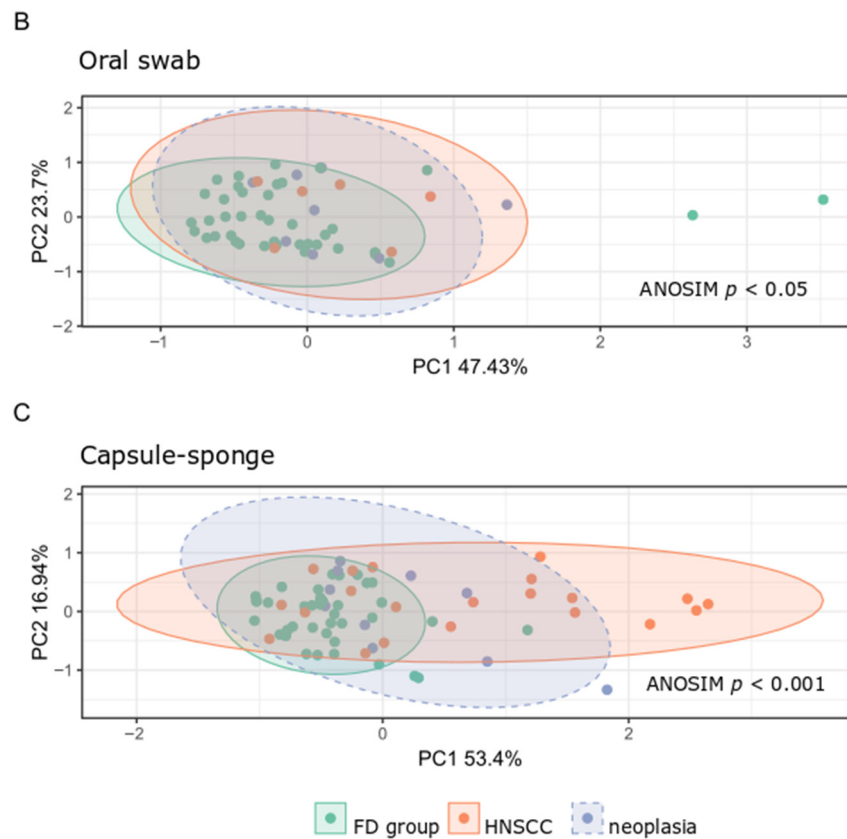 B
Oral swab
2
1
0
−1
−2
PC2 23.7%
ANOSIM p < 0.05
−1 0 1 2 3
PC1 47.43%
C
Capsule-sponge
2
1
0
−1
PC2 16.94%
ANOSIM p < 0.001
−2 0 2
PC1 53.4%
FD group HNSCC neoplasia